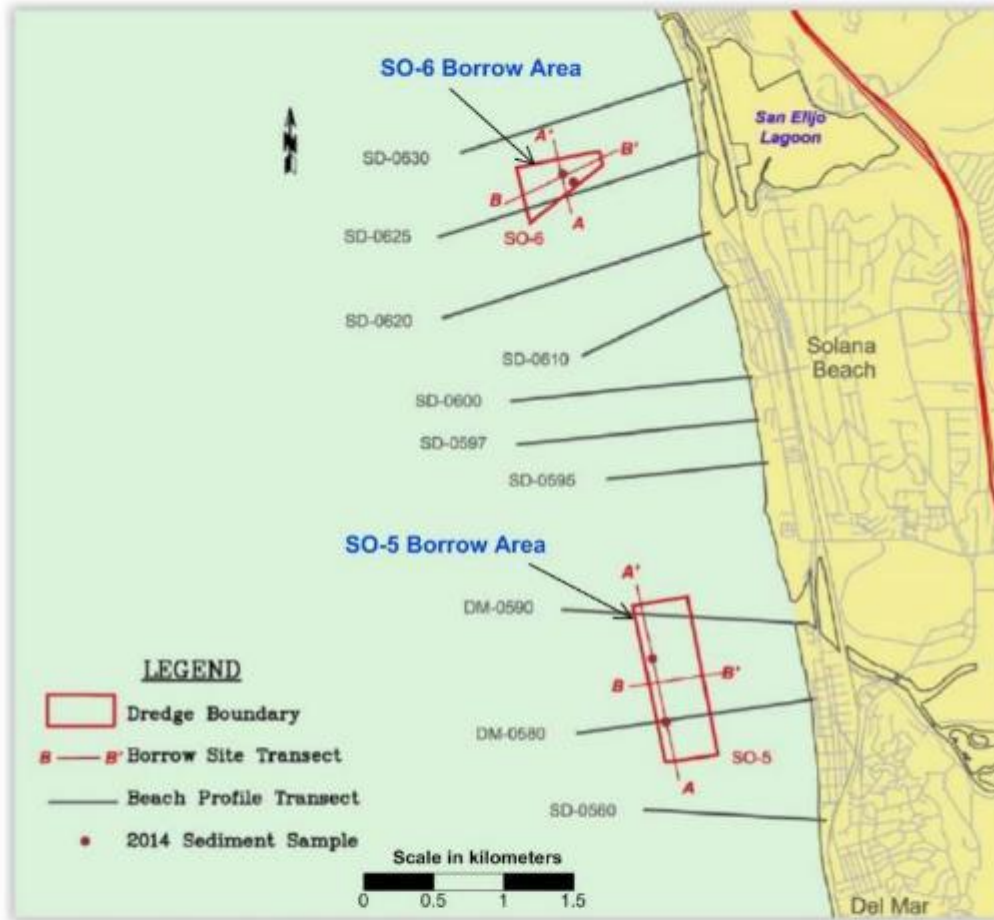 SO-6 Borrow Area
N
San Elijo
Lagoon
A'
B'
SD-0630
B
A
SD-0625
SO-6
SD-0620
SD-0610
Solana
Beach
SD-0600
SD-0597
SD-0595
SO-5 Borrow Area
A'
DM-0590
B
B'
DM-0580
SO-5
A
SD-0560
LEGEND
Dredge Boundary
B B' Borrow Site Transect
Beach Profile Transect
2014 Sediment Sample
Scale in kilometers
0 0.5 1 1.5
Del Mar